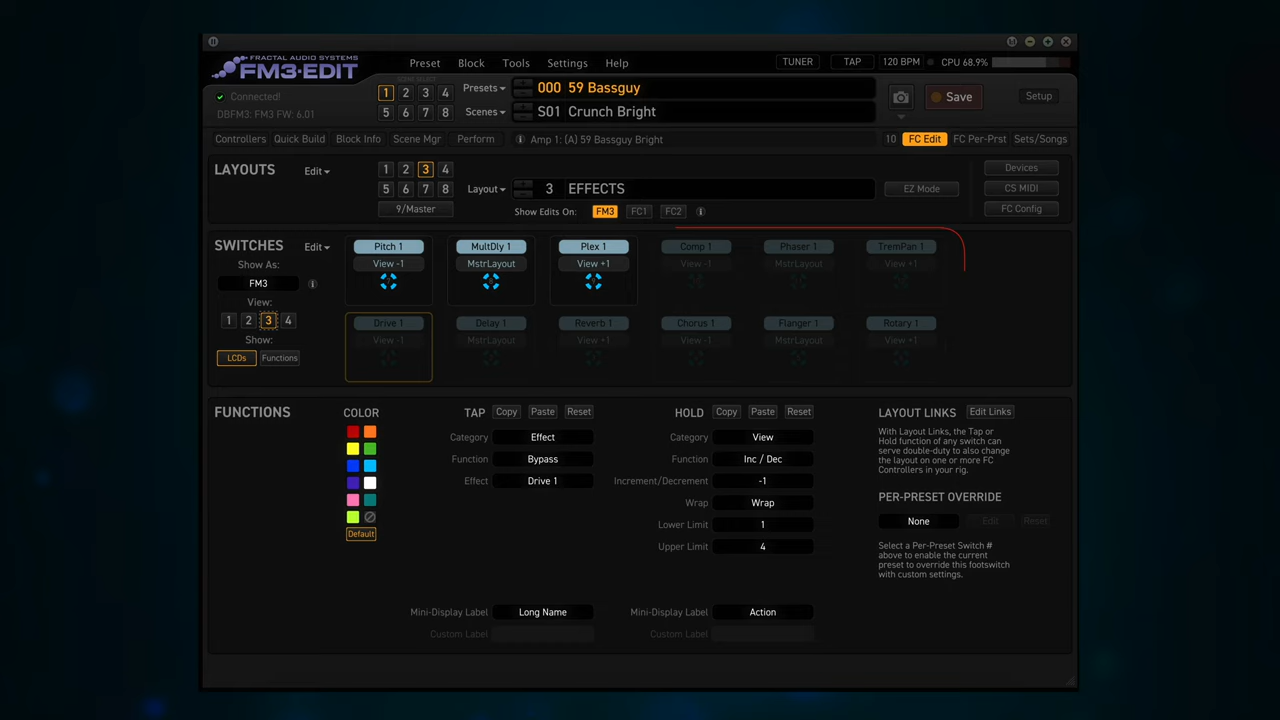 FRACTAL AUDIO SYSTEMS
FM3-EDIT
Preset Block Tools Settings Help
TUNER TAP 120 BPM CPU 68.9%
Connected!
DBFM3: FM3 FW: 6.01
SCENE SELECT
1 2 3 4
5 6 7 8
Presets 000 59 Bassguy
Scenes S01 Crunch Bright
Save Setup
Controllers Quick Build Block Info Scene Mgr Perform Amp 1: (A) 59 Bassguy Bright 10 FC Edit FC Per-Prst Sets/Songs
LAYOUTS Edit
1 2 3 4
5 6 7 8
9/Master
Layout 3 EFFECTS EZ Mode
Show Edits On: FM3 FC1 FC2
Devices
CS MIDI
FC Config
SWITCHES Edit
Show As:
FM3
View:
1 2 3 4
Show:
LCDs Functions
Pitch 1 MultDly 1 Plex 1 Comp 1 Phaser 1 TremPan 1
View -1 MstrLayout View +1 View -1 MstrLayout View +1
Drive 1 Delay 1 Reverb 1 Chorus 1 Flanger 1 Rotary 1
View -1 MstrLayout View +1 View -1 MstrLayout View +1
FUNCTIONS
COLOR
Default
TAP Copy Paste Reset
Category Effect
Function Bypass
Effect Drive 1
Mini-Display Label Long Name
Custom Label
HOLD Copy Paste Reset
Category View
Function Inc / Dec
Increment/Decrement -1
Wrap Wrap
Lower Limit 1
Upper Limit 4
Mini-Display Label Action
Custom Label
LAYOUT LINKS Edit Links
With Layout Links, the Tap or
Hold function of any switch can
serve double-duty to also change
the layout on one or more FC
Controllers in your rig.
PER-PRESET OVERRIDE
None Edit Reset
Select a Per-Preset Switch #
above to enable the current
preset to override this footswitch
with custom settings.